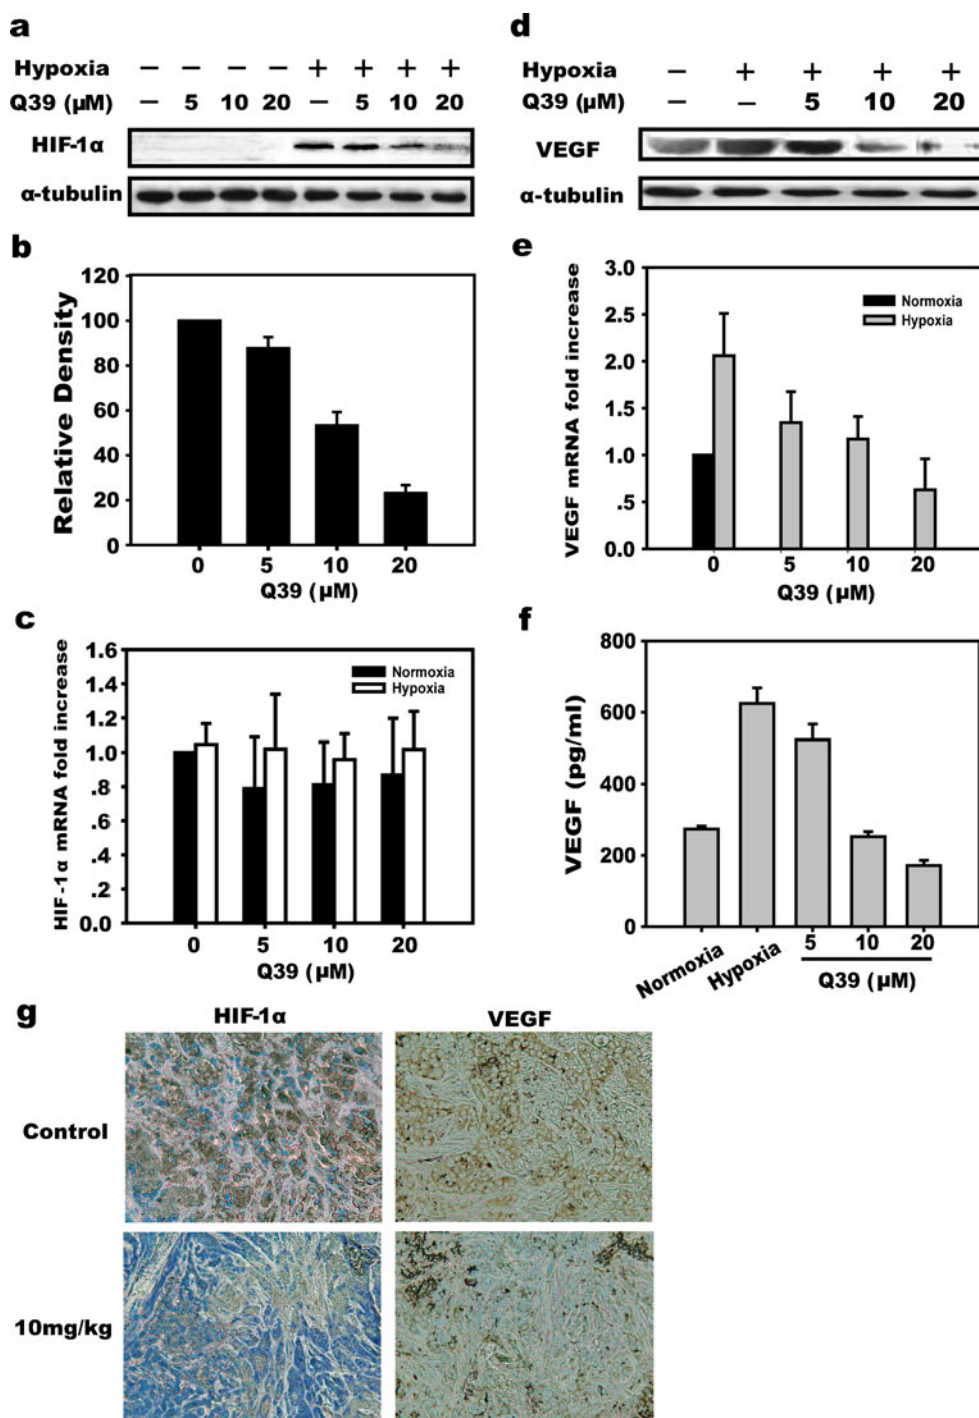 a
Hypoxia – – – – + + + +
Q39 (μM) – 5 10 20 – 5 10 20
HIF-1α
α-tubulin
b
120
100
80
60
40
20
0
Relative Density
0 5 10 20
Q39 (μM)
c
1.6
1.4
1.2
1.0
.8
.6
.4
.2
0.0
HIF-1α mRNA fold increase
Normoxia
Hypoxia
0 5 10 20
Q39 (μM)
d
Hypoxia – + + + +
Q39 (μM) – – 5 10 20
VEGF
α-tubulin
e
3.0
2.5
2.0
1.5
1.0
.5
0.0
VEGF mRNA fold increase
Normoxia
Hypoxia
0 5 10 20
Q39 (μM)
f
800
600
400
200
0
VEGF (pg/ml)
Normoxia Hypoxia 5 10 20
Q39 (μM)
g
HIF-1α VEGF
Control
10mg/kg